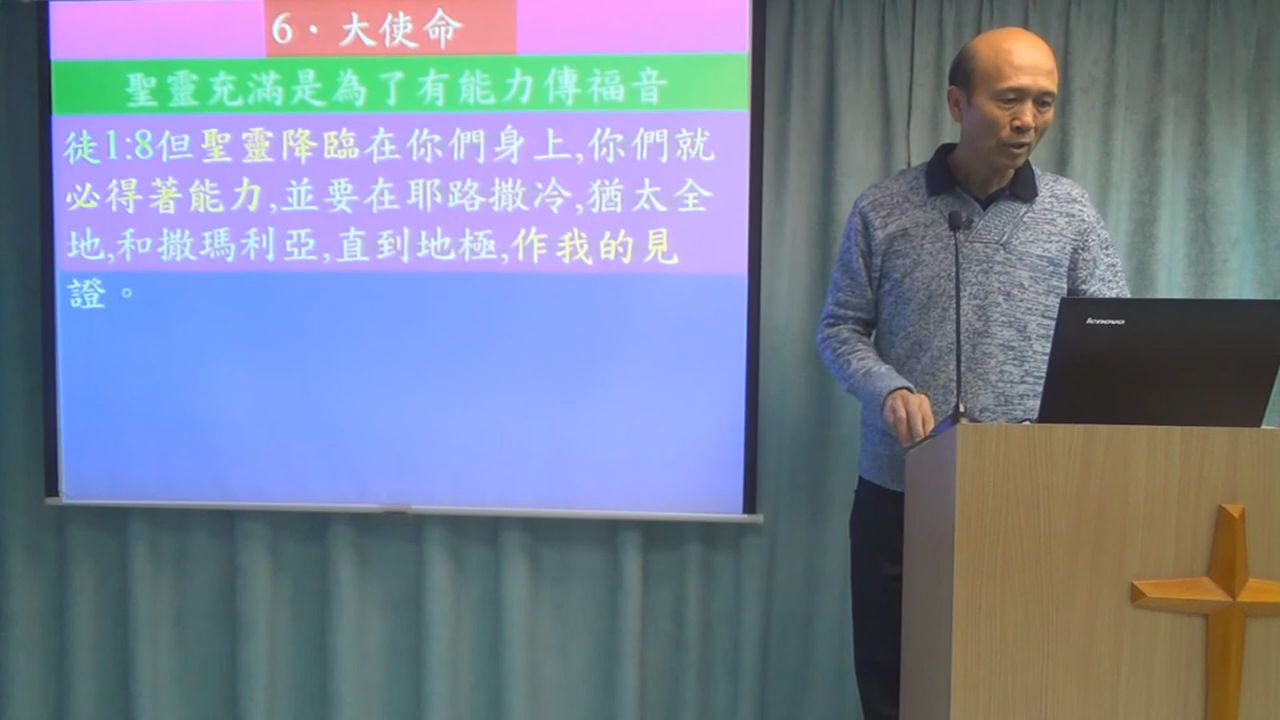 6·大使命
聖靈充滿是為了有能力傳福音
徒1:8但聖靈降臨在你們身上,你們就
必得著能力,並要在耶路撒冷,猶太全
地,和撒瑪利亞,直到地極,作我的見
證。
lenovo